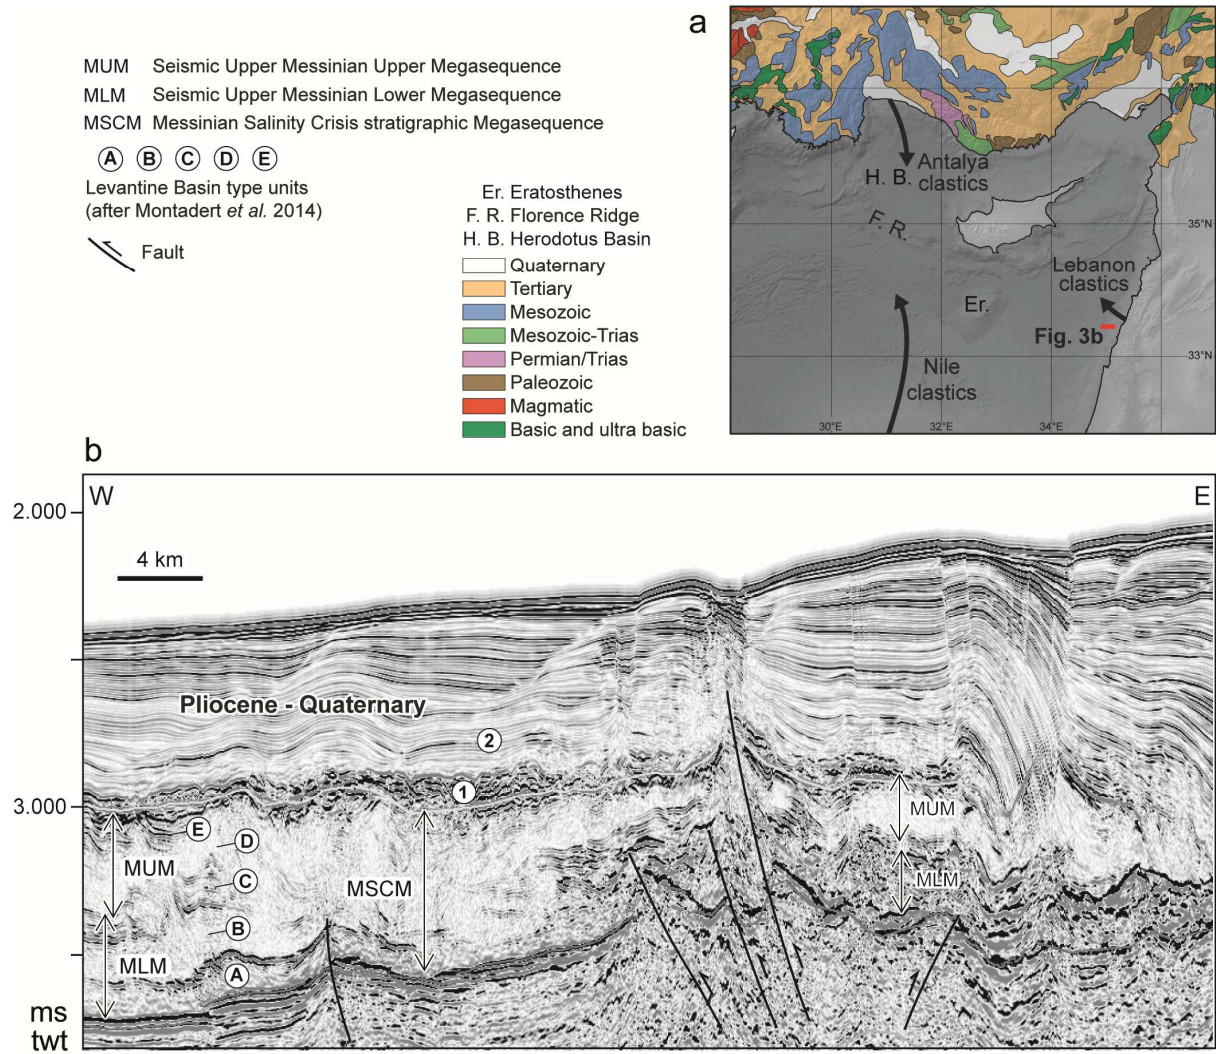 a
MUM Seismic Upper Messinian Upper Megasequence
MLM Seismic Upper Messinian Lower Megasequence
MSCM Messinian Salinity Crisis stratigraphic Megasequence
A B C D E
Levantine Basin type units
(after Montadert et al. 2014)
Fault
Er. Eratosthenes
F. R. Florence Ridge
H. B. Herodotus Basin
Quaternary
Tertiary
Mesozoic
Mesozoic-Trias
Permian/Trias
Paleozoic
Magmatic
Basic and ultra basic
37°N
H. B.
Antalya
clastics
F. R.
35°N
Lebanon
clastics
Er.
Fig. 3b
33°N
Nile
clastics
30°E
32°E
34°E
b
W
E
2.000
4 km
Pliocene - Quaternary
2
3.000
1
E
D
MUM
C
MSCM
B
MLM
A
MUM
MLM
ms
twt